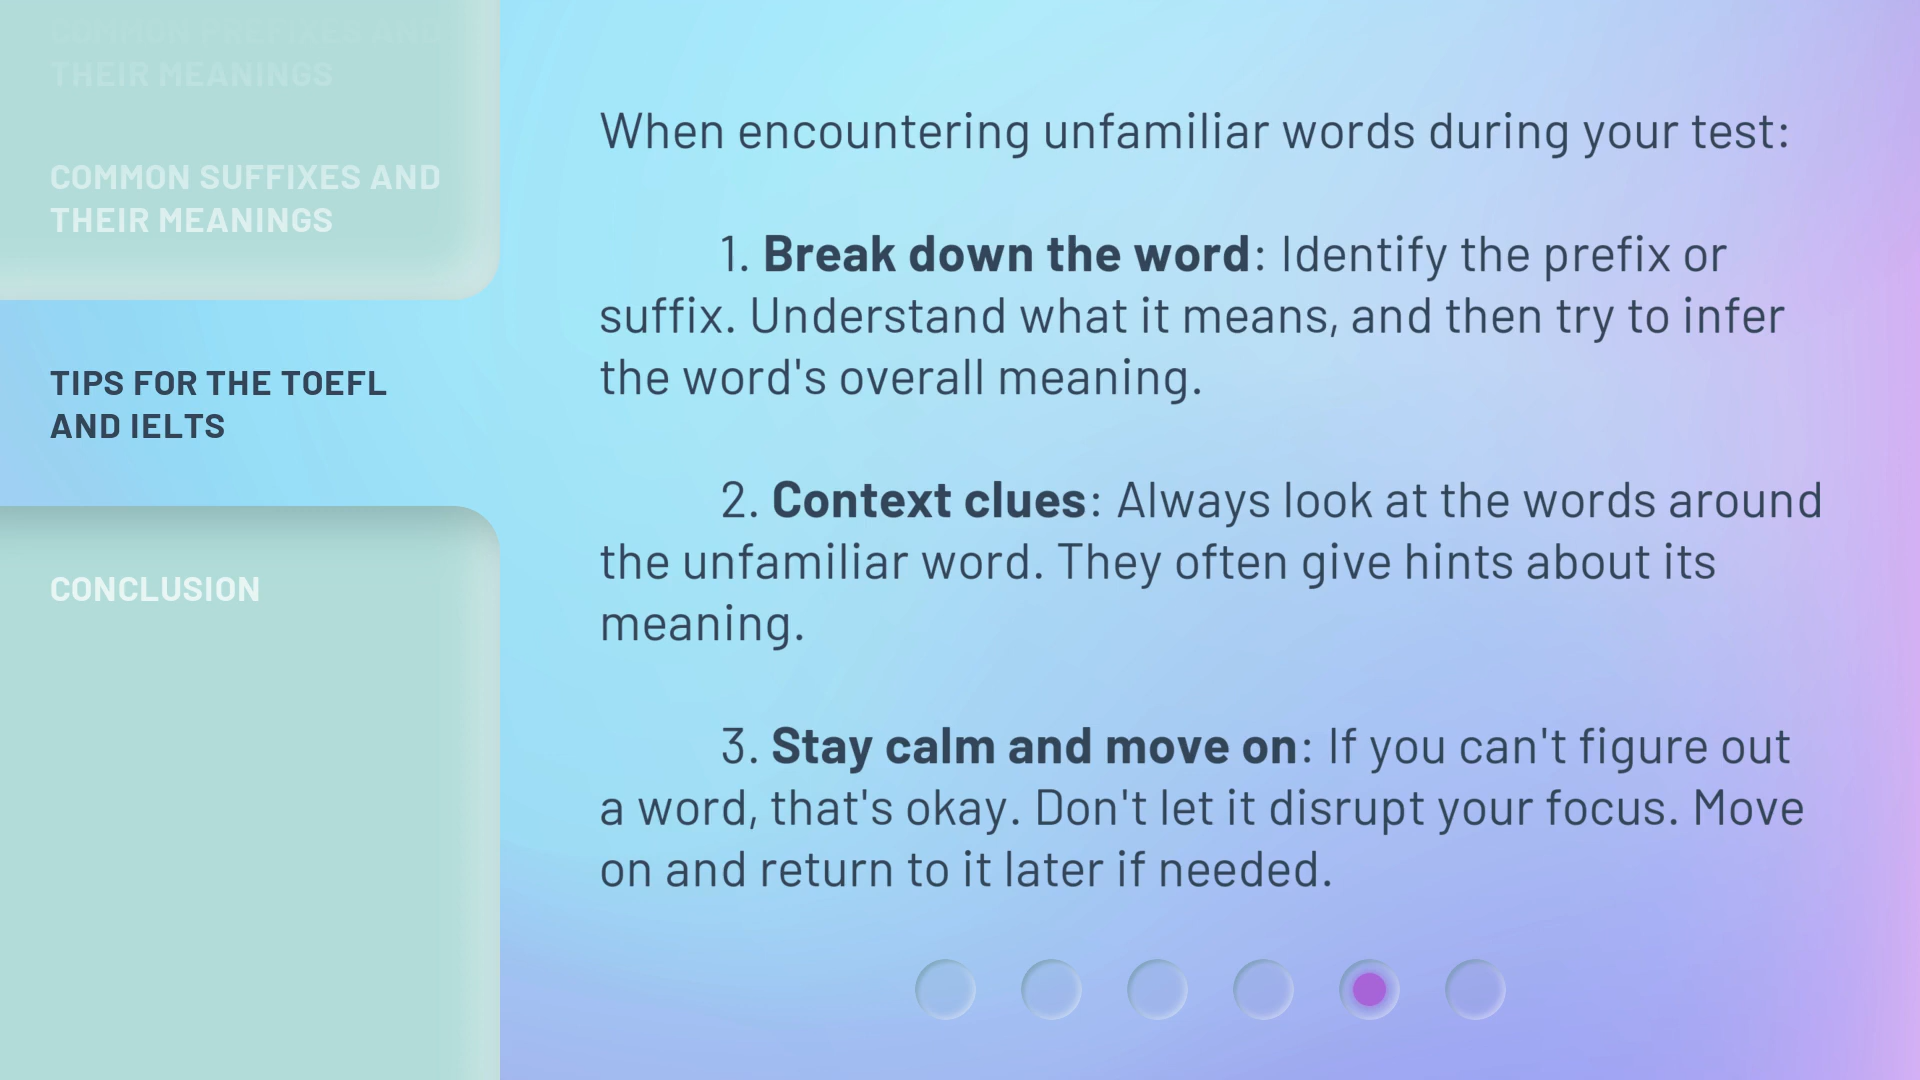 COMMON PREFIXES AND
THEIR MEANINGS
COMMON SUFFIXES AND
THEIR MEANINGS
TIPS FOR THE TOEFL
AND IELTS
CONCLUSION
When encountering unfamiliar words during your test:
1. Break down the word: Identify the prefix or
suffix. Understand what it means, and then try to infer
the word's overall meaning.
2. Context clues: Always look at the words around
the unfamiliar word. They often give hints about its
meaning.
3. Stay calm and move on: If you can't figure out
a word, that's okay. Don't let it disrupt your focus. Move
on and return to it later if needed.